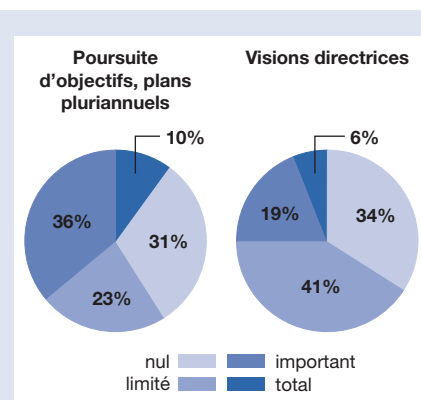 Poursuite
d'objectifs, plans
pluriannuels
Visions directrices
10%
36%
31%
23%
6%
19%
34%
41%
nul
important
limité
total